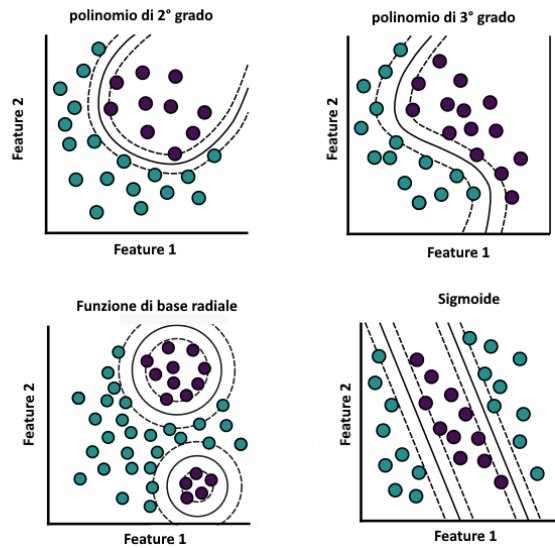 polinomio di 2° grado
polinomio di 3° grado
Feature 2
Feature 1
Feature 2
Feature 1
Funzione di base radiale
Sigmoide
Feature 2
Feature 1
Feature 2
Feature 1